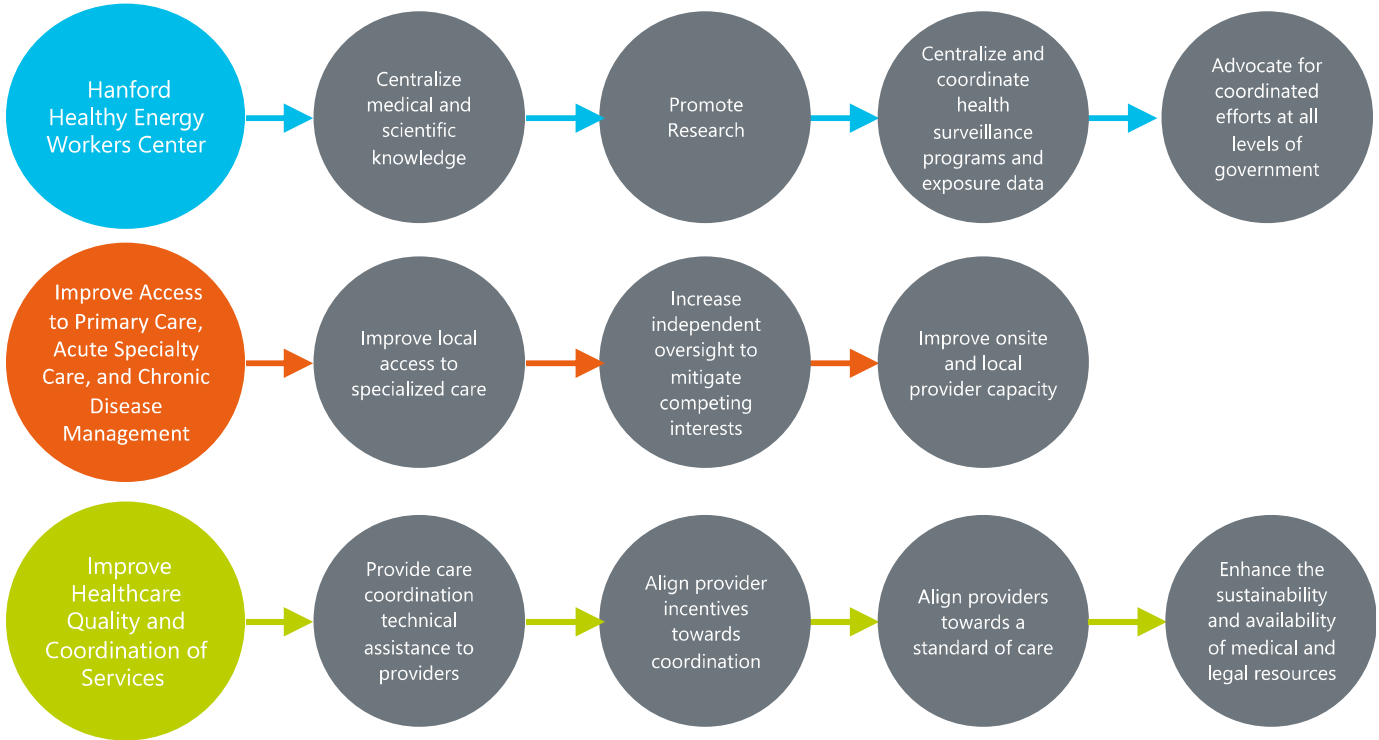 Hanford
Healthy Energy
Workers Center
Centralize
medical and
scientific
knowledge
Promote
Research
Centralize and
coordinate
health
surveillance
programs and
exposure data
Advocate for
coordinated
efforts at all
levels of
government
Improve Access
to Primary Care,
Acute Specialty
Care, and Chronic
Disease
Management
Improve local
access to
specialized care
Increase
independent
oversight to
mitigate
competing
interests
Improve onsite
and local
provider capacity
Improve
Healthcare
Quality and
Coordination of
Services
Provide care
coordination
technical
assistance to
providers
Align provider
incentives
towards
coordination
Align providers
towards a
standard of care
Enhance the
sustainability
and availability
of medical and
legal resources